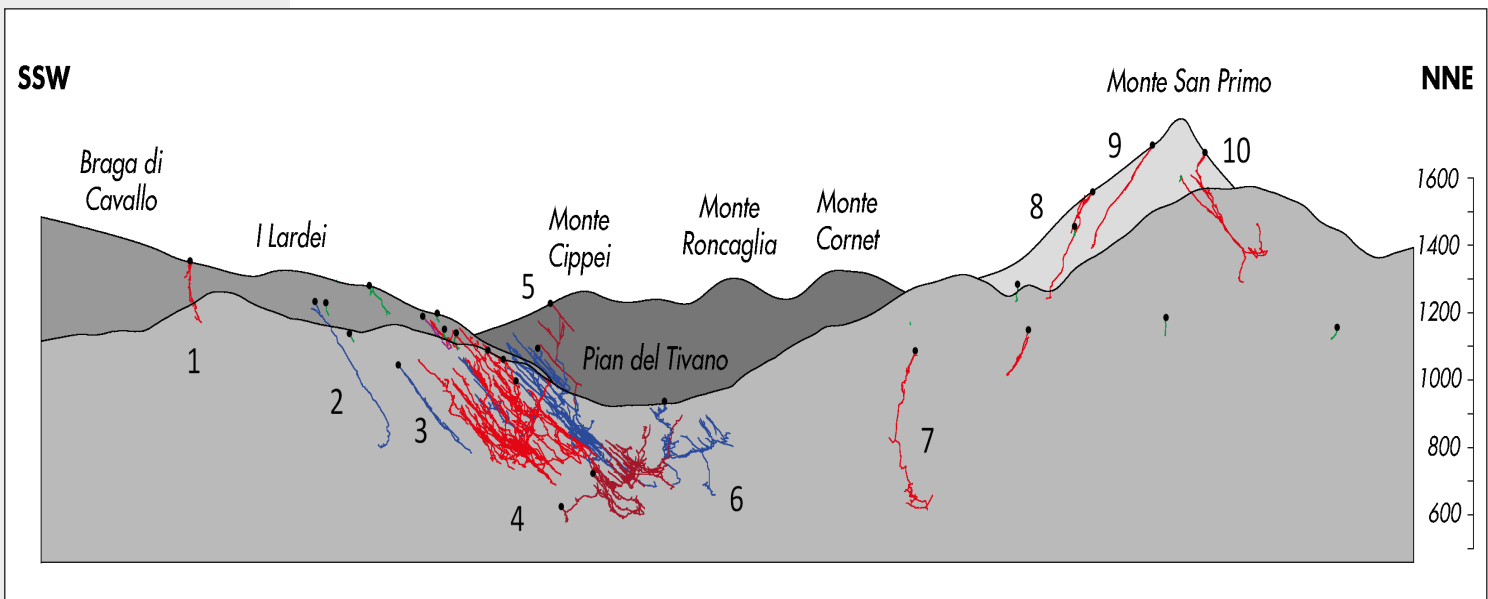 SSW
NNE
Monte San Primo
Braga di
Cavallo
I Lardei
Monte
Cippei
Monte
Roncaglia
Monte
Cornet
Pian del Tivano
1
2
3
4
5
6
7
8
9
10
1600
1400
1200
1000
800
600